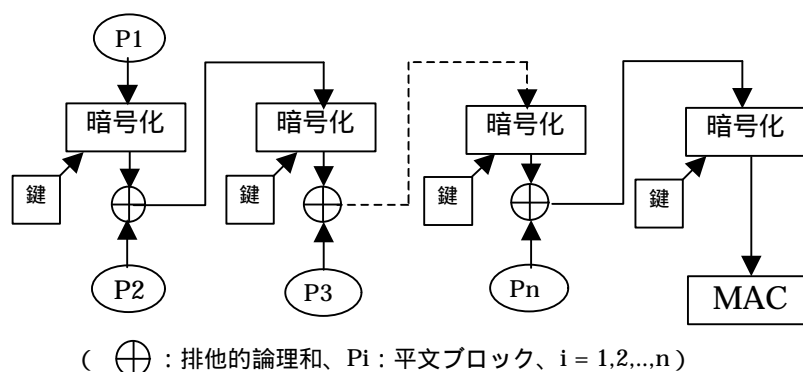 P1
暗号化
暗号化
暗号化
暗号化
鍵
鍵
鍵
鍵
P2
P3
Pn
MAC
( ⊕：排他的論理和、Pi：平文ブロック、i = 1,2,..,n )